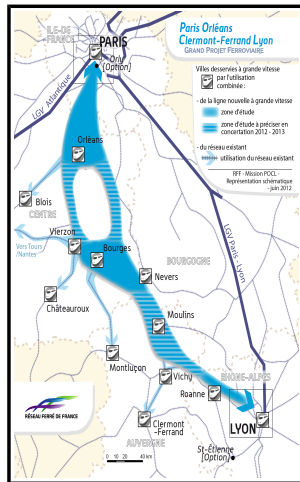 Paris Orléans
Clermont-Ferrand Lyon
GRAND PROJET FERROVIAIRE
Villes desservies à grande vitesse
par l'utilisation
combinée :
- de la ligne nouvelle à grande vitesse
zone d'étude
zone d'étude à préciser en
concertation 2012 - 2013
- du réseau existant
utilisation du réseau existant
RFF - Mission POCL -
Représentation schématique
- juin 2012
ILE-DE-
FRANCE
PARIS
Orly
[Option]
LGV Atlantique
Orléans
Blois
CENTRE
Vierzon
Vers Tours
/Nantes
Bourges
BOURGOGNE
LGV Paris - Lyon
Nevers
Châteauroux
Moulins
Montluçon
Vichy
RHONE-ALPES
Roanne
RÉSEAU FERRÉ DE FRANCE
Clermont
-Ferrand
LYON
AUVERGNE
St-Étienne
[Option]
0 10 20 40 km